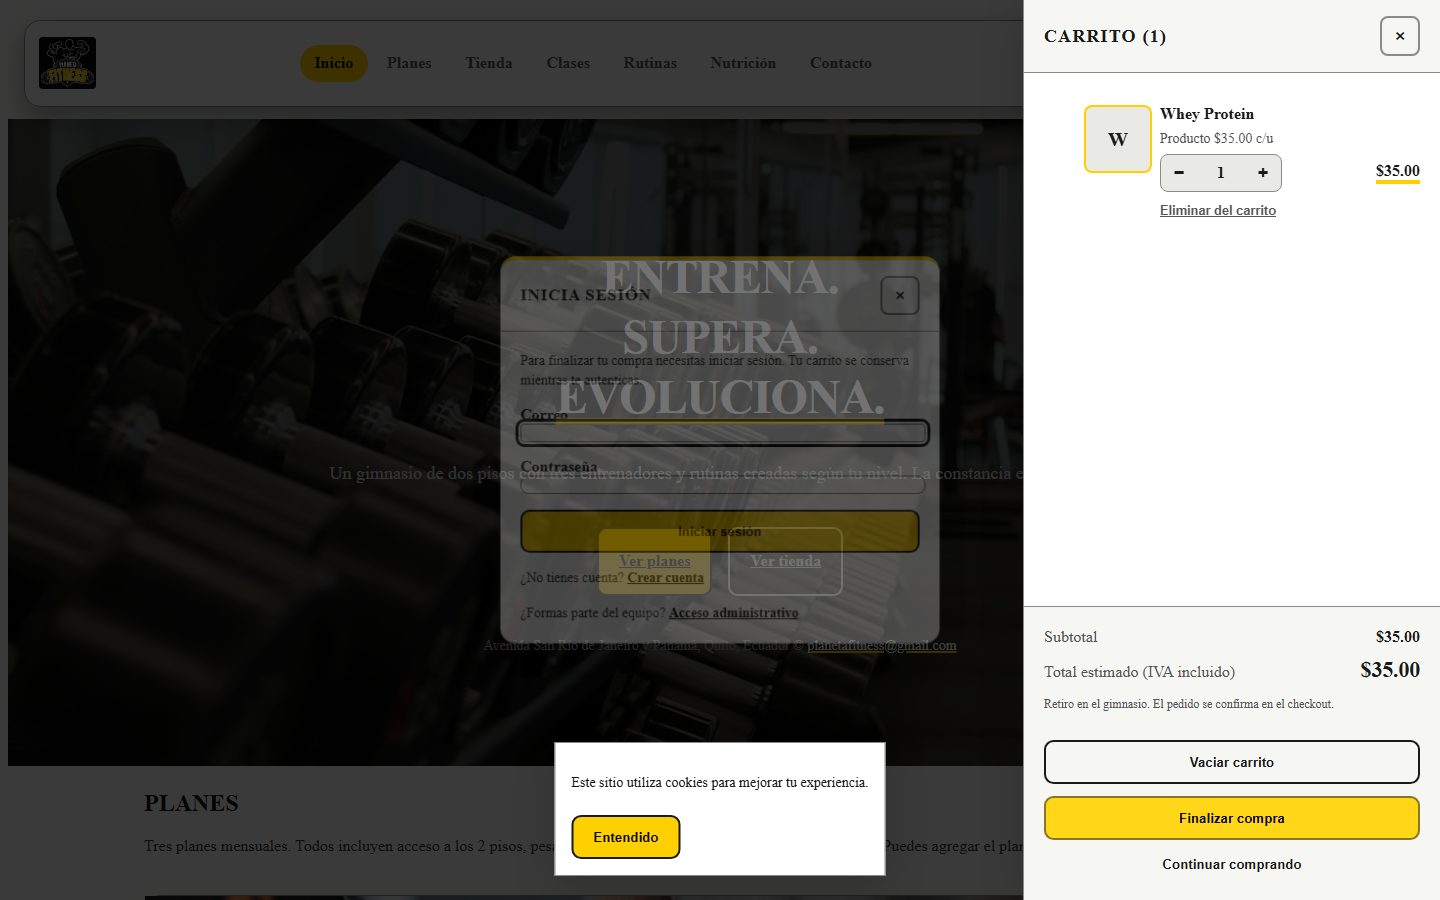 PLANET
FITNESS
Inicio
Planes
Tienda
Clases
Rutinas
Nutrición
Contacto
ENTRENA.
SUPERA.
EVOLUCIONA.
Un gimnasio de dos pisos con tres entrenadores y rutinas creadas según tu nivel. La constancia e
Ver planes
Ver tienda
Avenida San Río de Janeiro y Panamá, Quito, Ecuador © planetafitness@gmail.com
INICIA SESIÓN
×
Para finalizar tu compra necesitas iniciar sesión. Tu carrito se conserva
mientras te autenticas.
Correo
Contraseña
Iniciar sesión
¿No tienes cuenta? Crear cuenta
¿Formas parte del equipo? Acceso administrativo
PLANES
Tres planes mensuales. Todos incluyen acceso a los 2 pisos, pesa
Puedes agregar el plan
Este sitio utiliza cookies para mejorar tu experiencia.
Entendido
CARRITO (1)
×
W
Whey Protein
Producto $35.00 c/u
− 1 +
$35.00
Eliminar del carrito
Subtotal $35.00
Total estimado (IVA incluido) $35.00
Retiro en el gimnasio. El pedido se confirma en el checkout.
Vaciar carrito
Finalizar compra
Continuar comprando